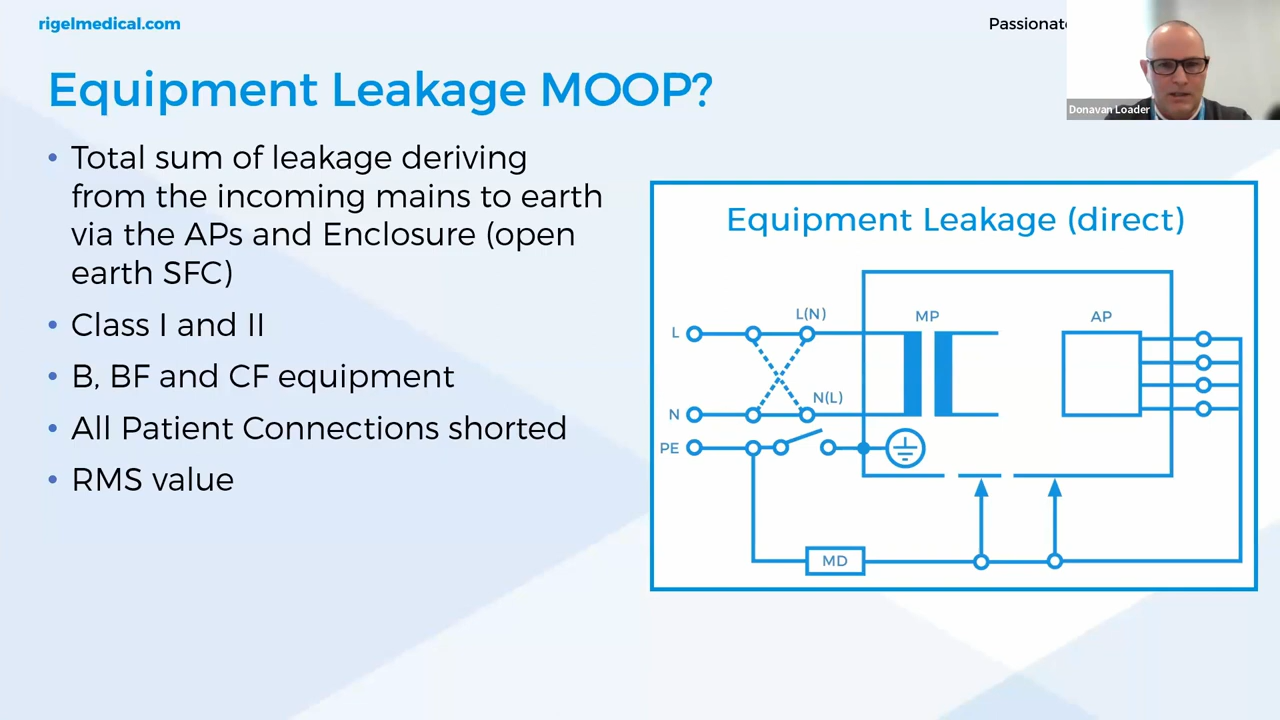 rigelmedical.com
Passionate
Donavan Loader
Equipment Leakage MOOP?
• Total sum of leakage deriving
from the incoming mains to earth
via the APs and Enclosure (open
earth SFC)
• Class I and II
• B, BF and CF equipment
• All Patient Connections shorted
• RMS value
Equipment Leakage (direct)
L(N)
MP
AP
L
N(L)
N
PE
MD